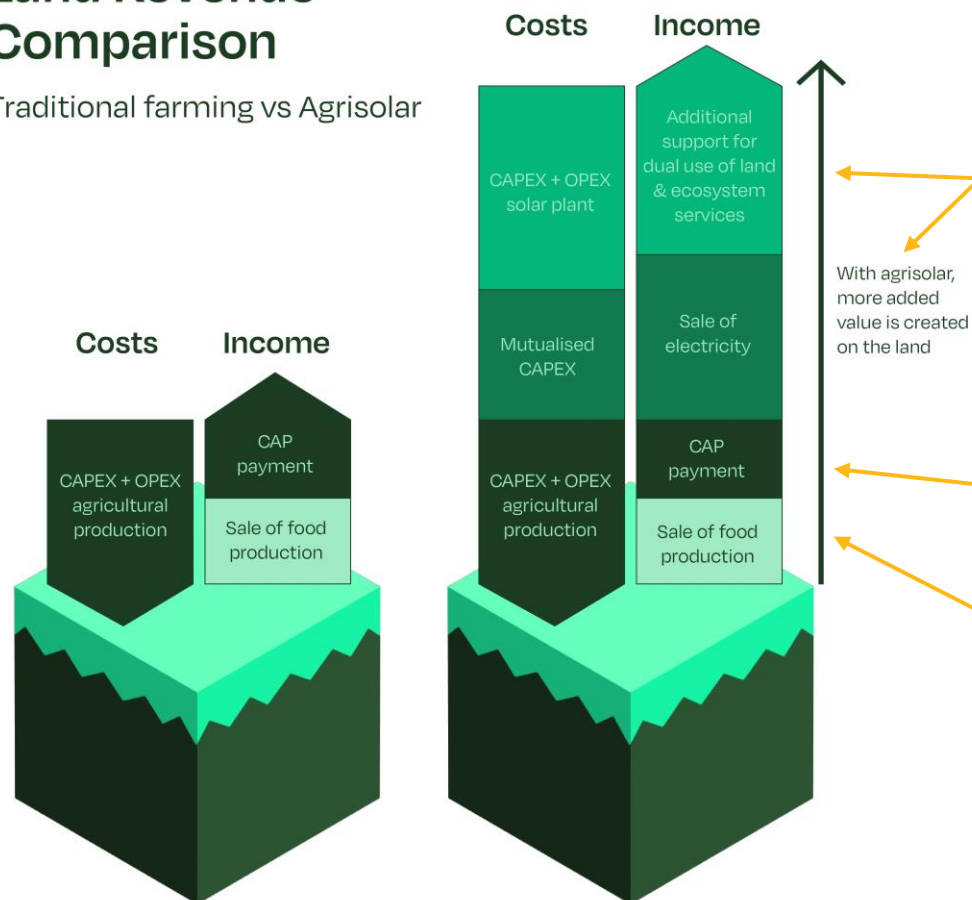 Comparison
Traditional farming vs Agrisolar
Costs
Income
CAPEX + OPEX
agricultural
production
CAP
payment
Sale of food
production
Costs
Income
CAPEX + OPEX
solar plant
Mutualised
CAPEX
CAPEX + OPEX
agricultural
production
Additional
support for
dual use of land
& ecosystem
services
Sale of
electricity
CAP
payment
Sale of food
production
With agrisolar,
more added
value is created
on the land